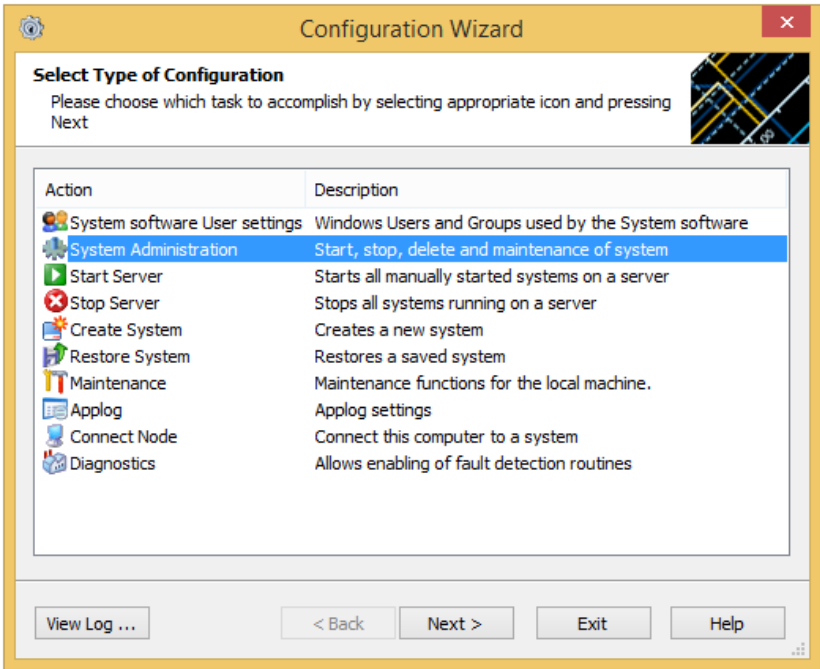 Configuration Wizard
Select Type of Configuration
Please choose which task to accomplish by selecting appropriate icon and pressing
Next
Action Description
System software User settings Windows Users and Groups used by the System software
System Administration Start, stop, delete and maintenance of system
Start Server Starts all manually started systems on a server
Stop Server Stops all systems running on a server
Create System Creates a new system
Restore System Restores a saved system
Maintenance Maintenance functions for the local machine.
Applog Applog settings
Connect Node Connect this computer to a system
Diagnostics Allows enabling of fault detection routines
View Log ... < Back Next > Exit Help